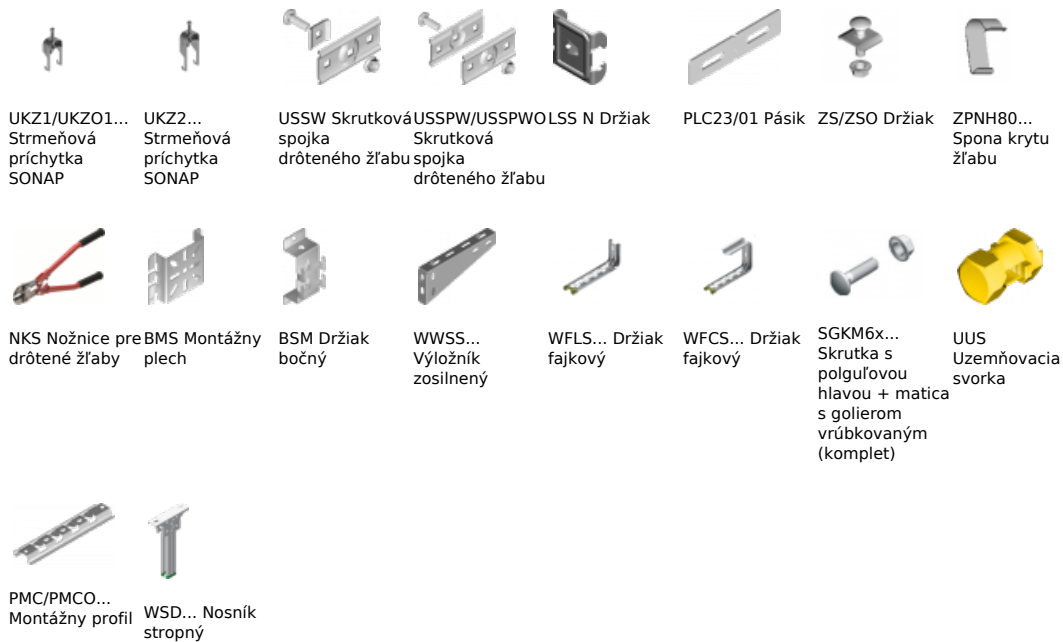 UKZ1/UKZO1...
Strmeňová
príchytka
SONAP
UKZ2...
Strmeňová
príchytka
SONAP
USSW Skrutková
spojka
drôteného žľabu
USSPW/USSPWO
Skrutková
spojka
drôteného žľabu
LSS N Držiak
PLC23/01 Pásik
ZS/ZSO Držiak
ZPNH80...
Spona krytu
žľabu
NKS Nožnice pre
drôtené žľaby
BMS Montážny
plech
BSM Držiak
bočný
WWSS...
Výložník
zosilnený
WFLS... Držiak
fajkový
WFCS... Držiak
fajkový
SGKM6x...
Skrutka s
polguľovou
hlavou + matica
s golierom
vrúbkovaným
(komplet)
UUS
Uzemňovacia
svorka
PMC/PMCO...
Montážny profil
WSD... Nosník
stropný